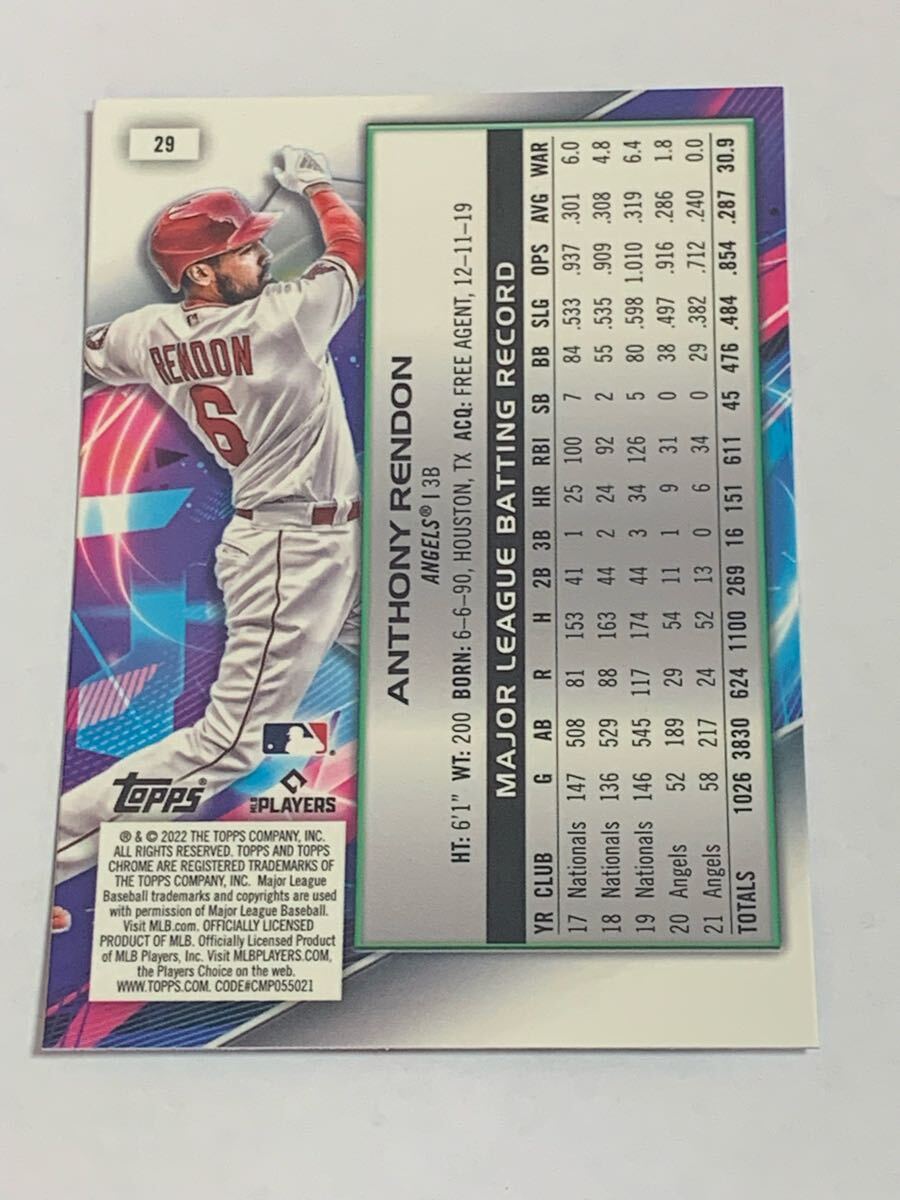 29
RENDON
6
TOPPS®
MLB PLAYERS
® & © 2022 THE TOPPS COMPANY, INC.
ALL RIGHTS RESERVED. TOPPS AND TOPPS
CHROME ARE REGISTERED TRADEMARKS OF
THE TOPPS COMPANY, INC. Major League
Baseball trademarks and copyrights are used
with permission of Major League Baseball.
Visit MLB.com. OFFICIALLY LICENSED
PRODUCT OF MLB. Officially Licensed Product
of MLB Players, Inc. Visit MLBPLAYERS.COM,
the Players Choice on the web.
WWW.TOPPS.COM. CODE#CMP055021
ANTHONY RENDON
ANGELS® | 3B
HT: 6'1" WT: 200 BORN: 6-6-90, HOUSTON, TX ACQ: FREE AGENT, 12-11-19
MAJOR LEAGUE BATTING RECORD
YR CLUB G AB R H 2B 3B HR RBI SB BB SLG OPS AVG WAR
17 Nationals 147 508 81 153 41 1 25 100 7 84 .533 .937 .301 6.0
18 Nationals 136 529 88 163 44 2 24 92 2 55 .535 .909 .308 4.8
19 Nationals 146 545 117 174 44 3 34 126 5 80 .598 1.010 .319 6.4
20 Angels 52 189 29 54 11 1 9 31 0 38 .497 .916 .286 1.8
21 Angels 58 217 24 52 13 0 6 34 0 29 .382 .712 .240 0.0
TOTALS 1026 3830 624 1100 269 16 151 611 45 476 .484 .854 .287 30.9